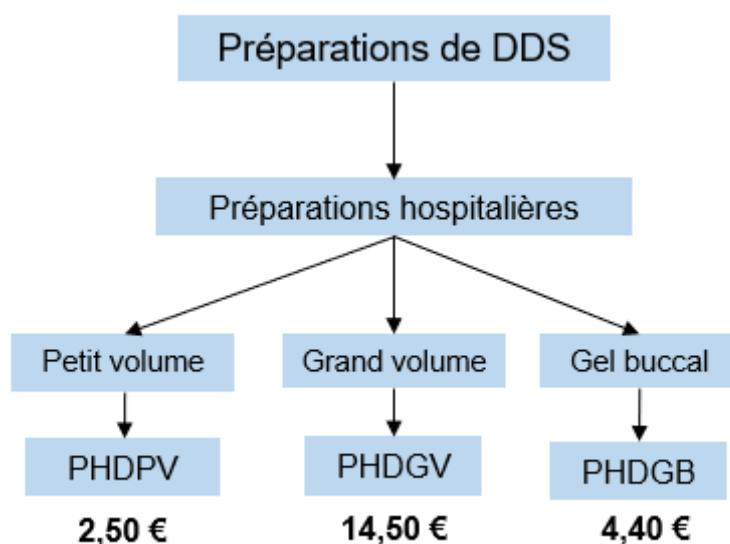 Préparations de DDS
Préparations hospitalières
Petit volume
Grand volume
Gel buccal
PHDPV
PHDGV
PHDGB
2,50 €
14,50 €
4,40 €